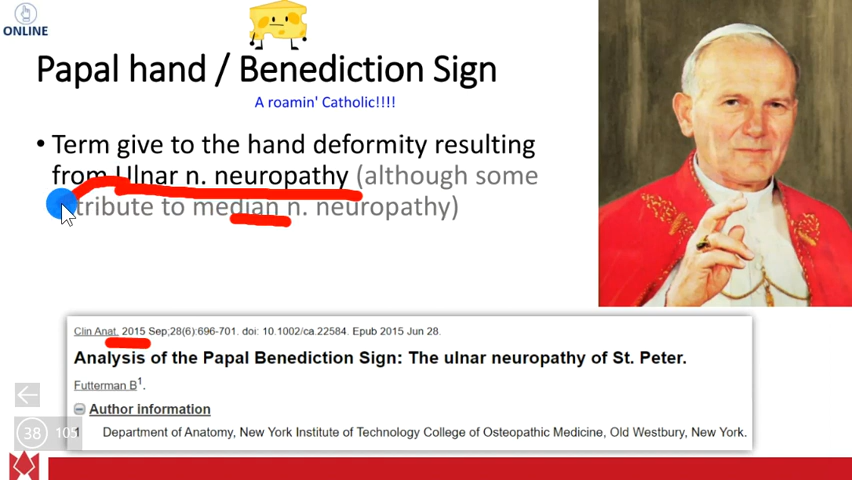 ONLINE
Papal hand / Benediction Sign
A roamin' Catholic!!!!
• Term give to the hand deformity resulting
from Ulnar n. neuropathy (although some
tribute to median n. neuropathy)
Clin Anat. 2015 Sep;28(6):696-701. doi: 10.1002/ca.22584. Epub 2015 Jun 28.
Analysis of the Papal Benediction Sign: The ulnar neuropathy of St. Peter.
Futterman B1.
Author information
1 Department of Anatomy, New York Institute of Technology College of Osteopathic Medicine, Old Westbury, New York.
38 105